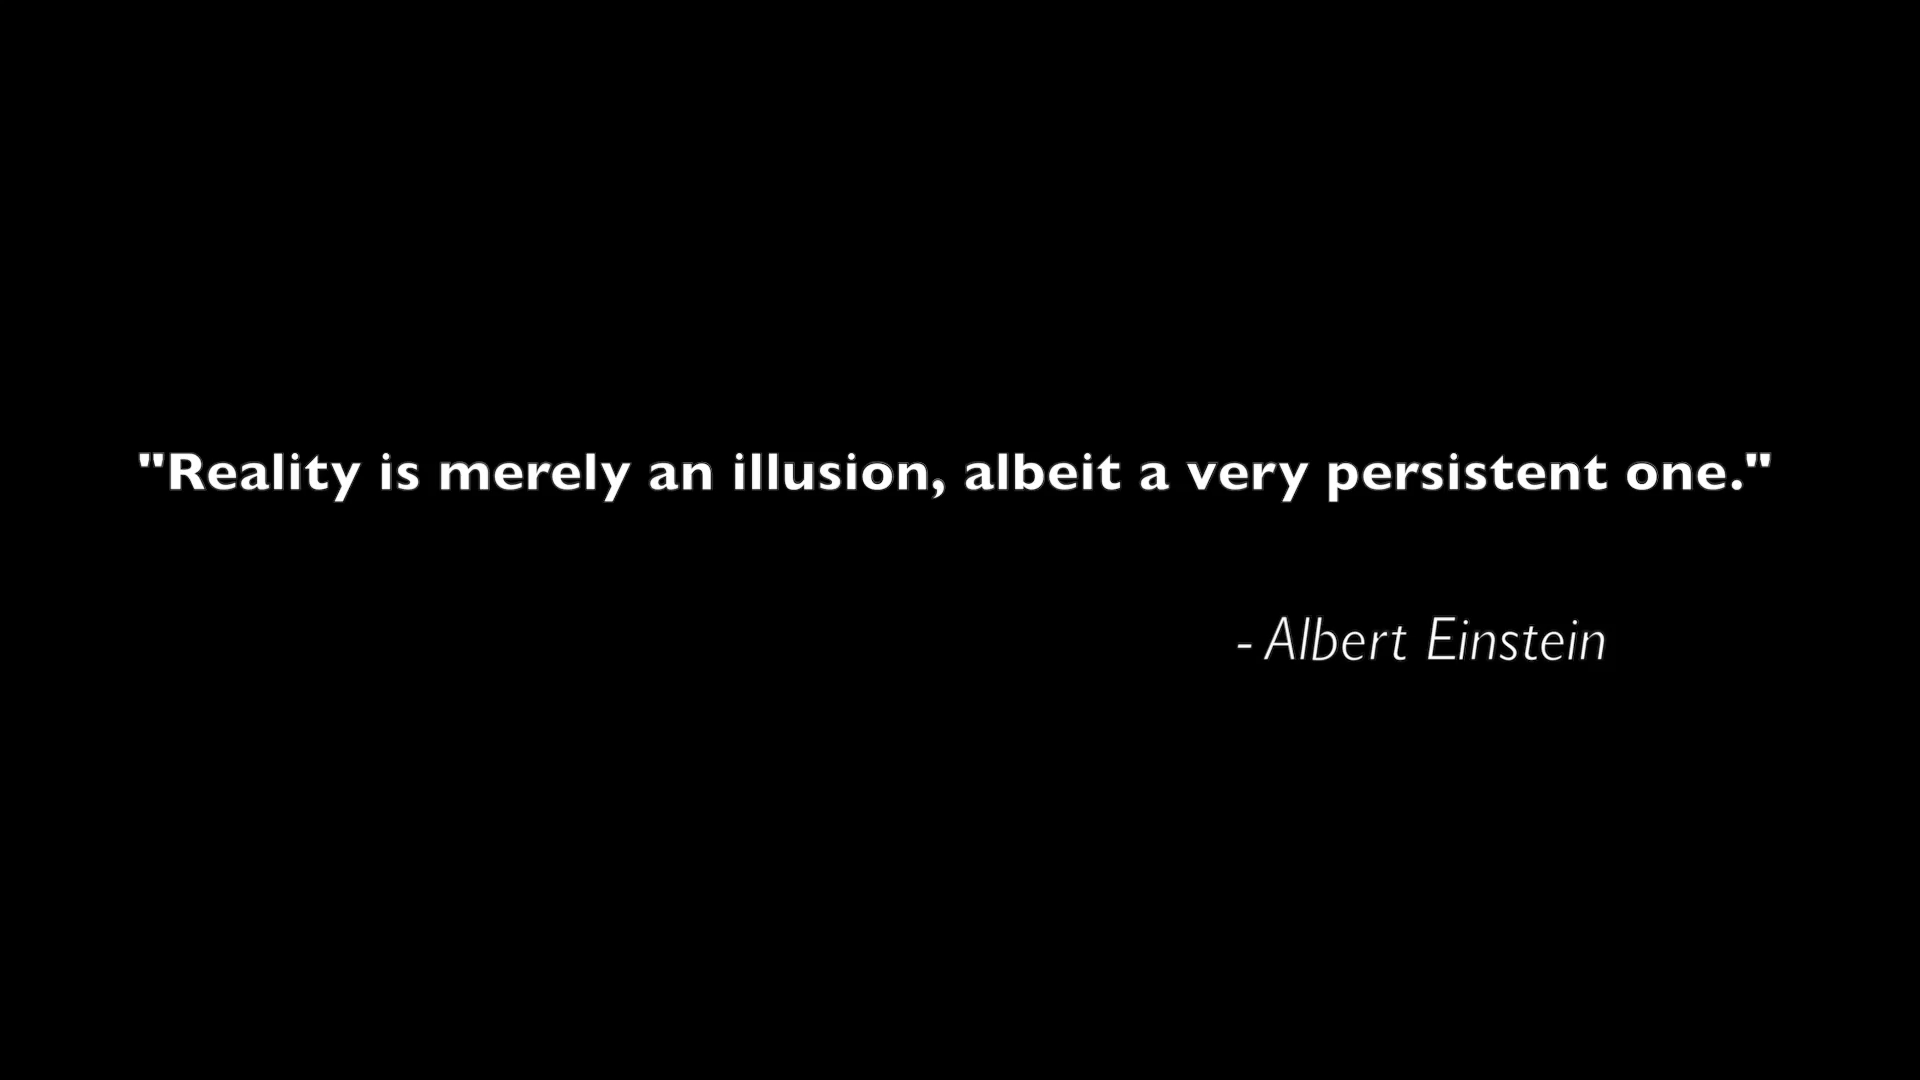 "Reality is merely an illusion, albeit a very persistent one."
- Albert Einstein